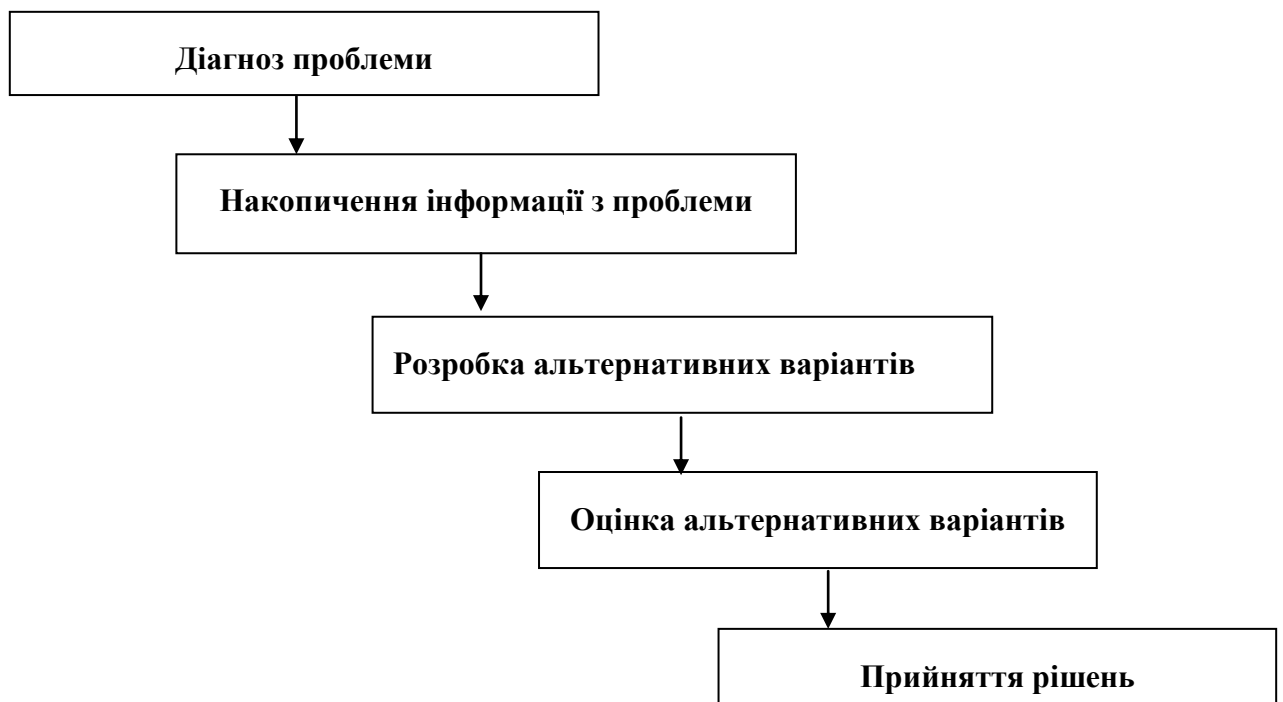 Діагноз проблеми
Накопичення інформації з проблеми
Розробка альтернативних варіантів
Оцінка альтернативних варіантів
Прийняття рішень